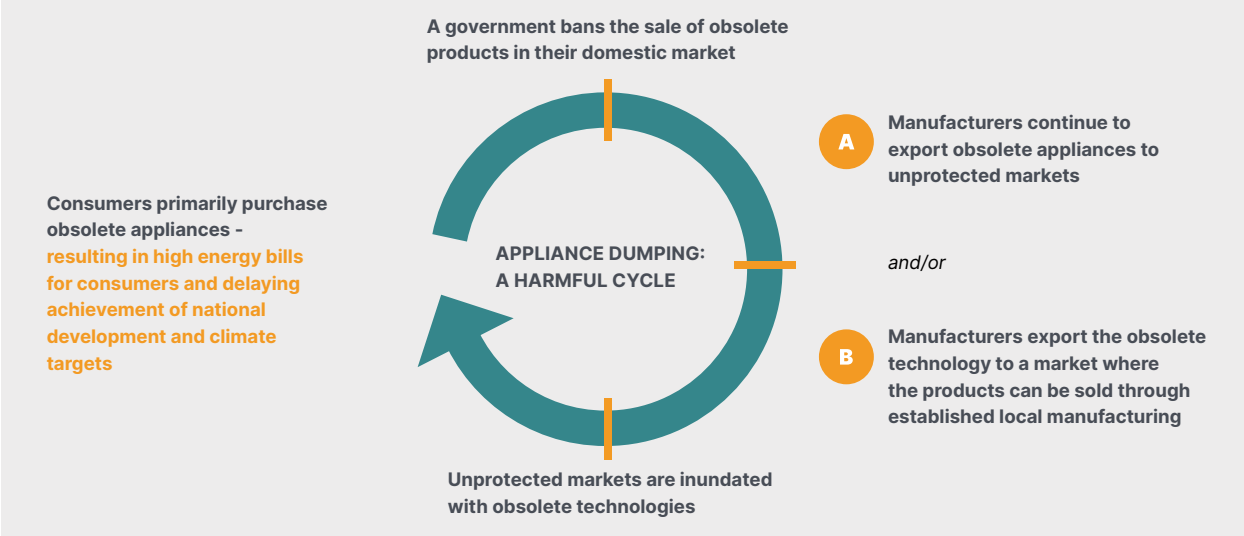 A government bans the sale of obsolete
products in their domestic market
A
Manufacturers continue to
export obsolete appliances to
unprotected markets
and/or
B
Manufacturers export the obsolete
technology to a market where
the products can be sold through
established local manufacturing
Unprotected markets are inundated
with obsolete technologies
Consumers primarily purchase
obsolete appliances -
resulting in high energy bills
for consumers and delaying
achievement of national
development and climate
targets
APPLIANCE DUMPING:
A HARMFUL CYCLE